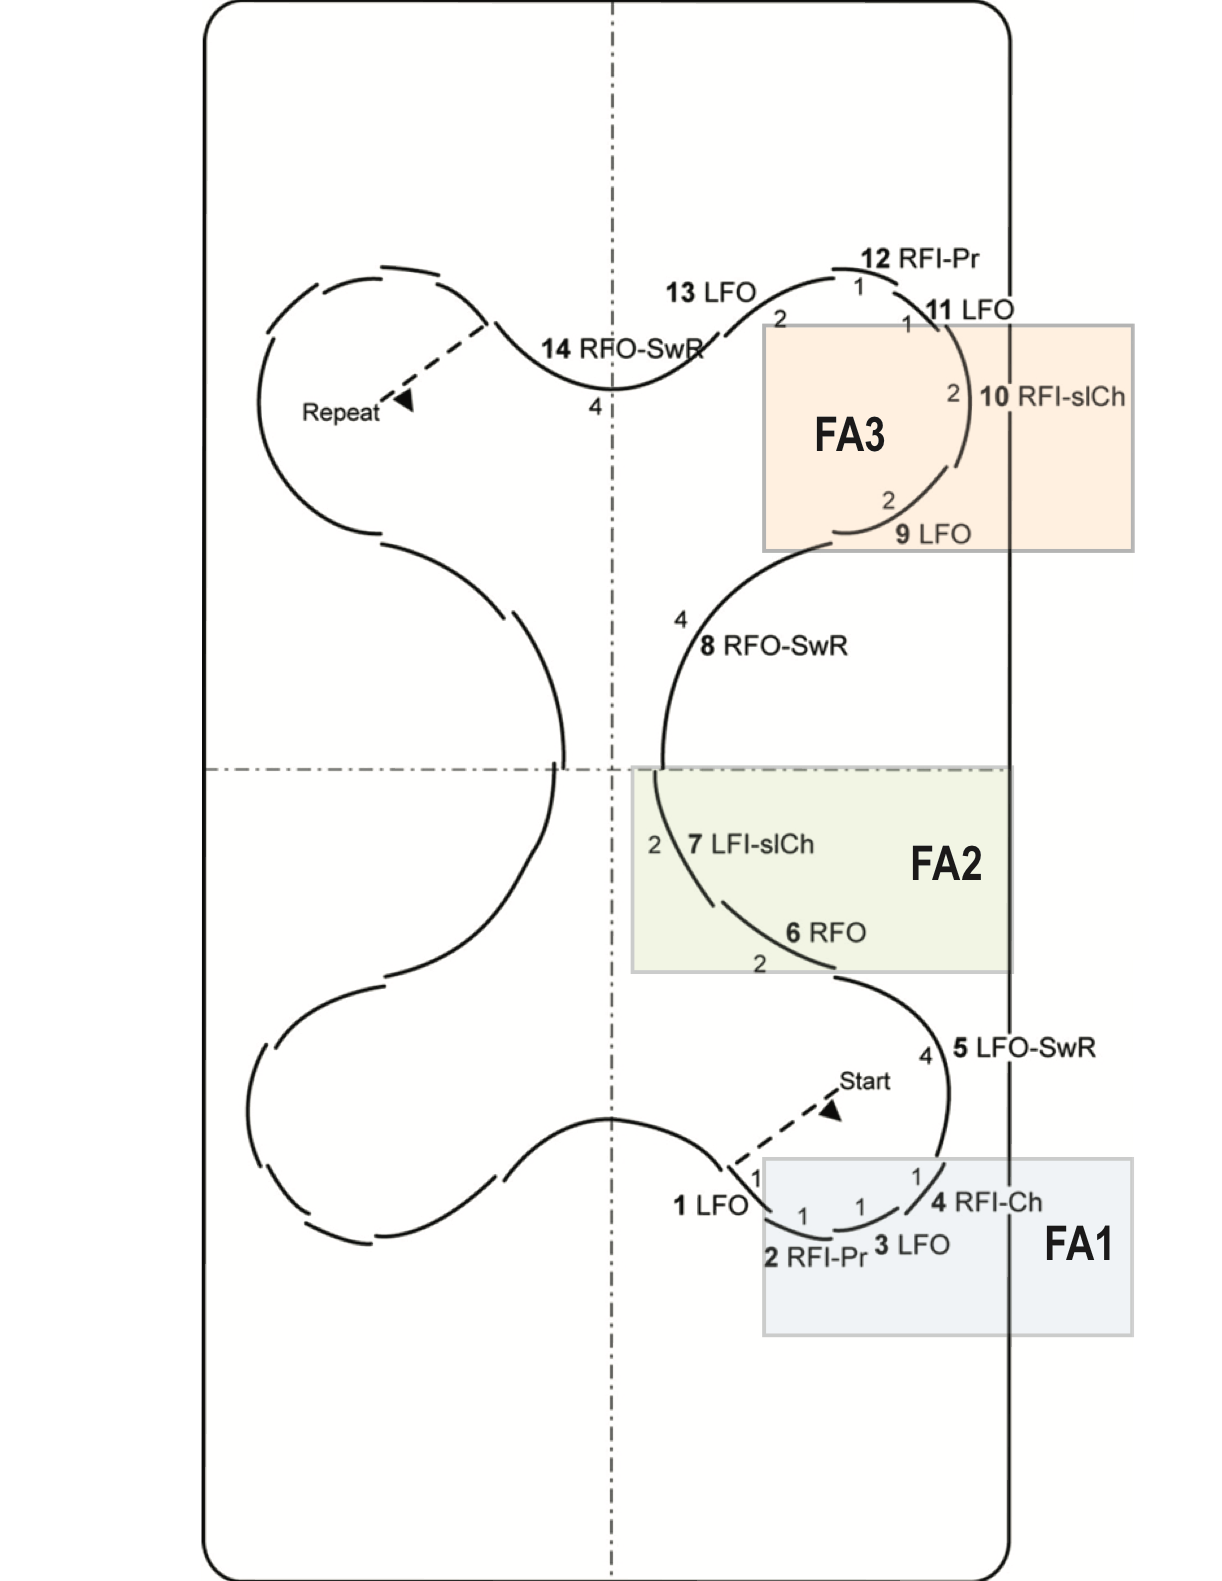 12 RFI-Pr
1
13 LFO
11 LFO
2
1
14 RFO-SwR
4
2
10 RFI-slCh
Repeat
FA3
2
9 LFO
4
8 RFO-SwR
2
7 LFI-slCh
FA2
6 RFO
2
5 LFO-SwR
4
Start
1
1
1 LFO
4 RFI-Ch
1
1
3 LFO
2 RFI-Pr
FA1